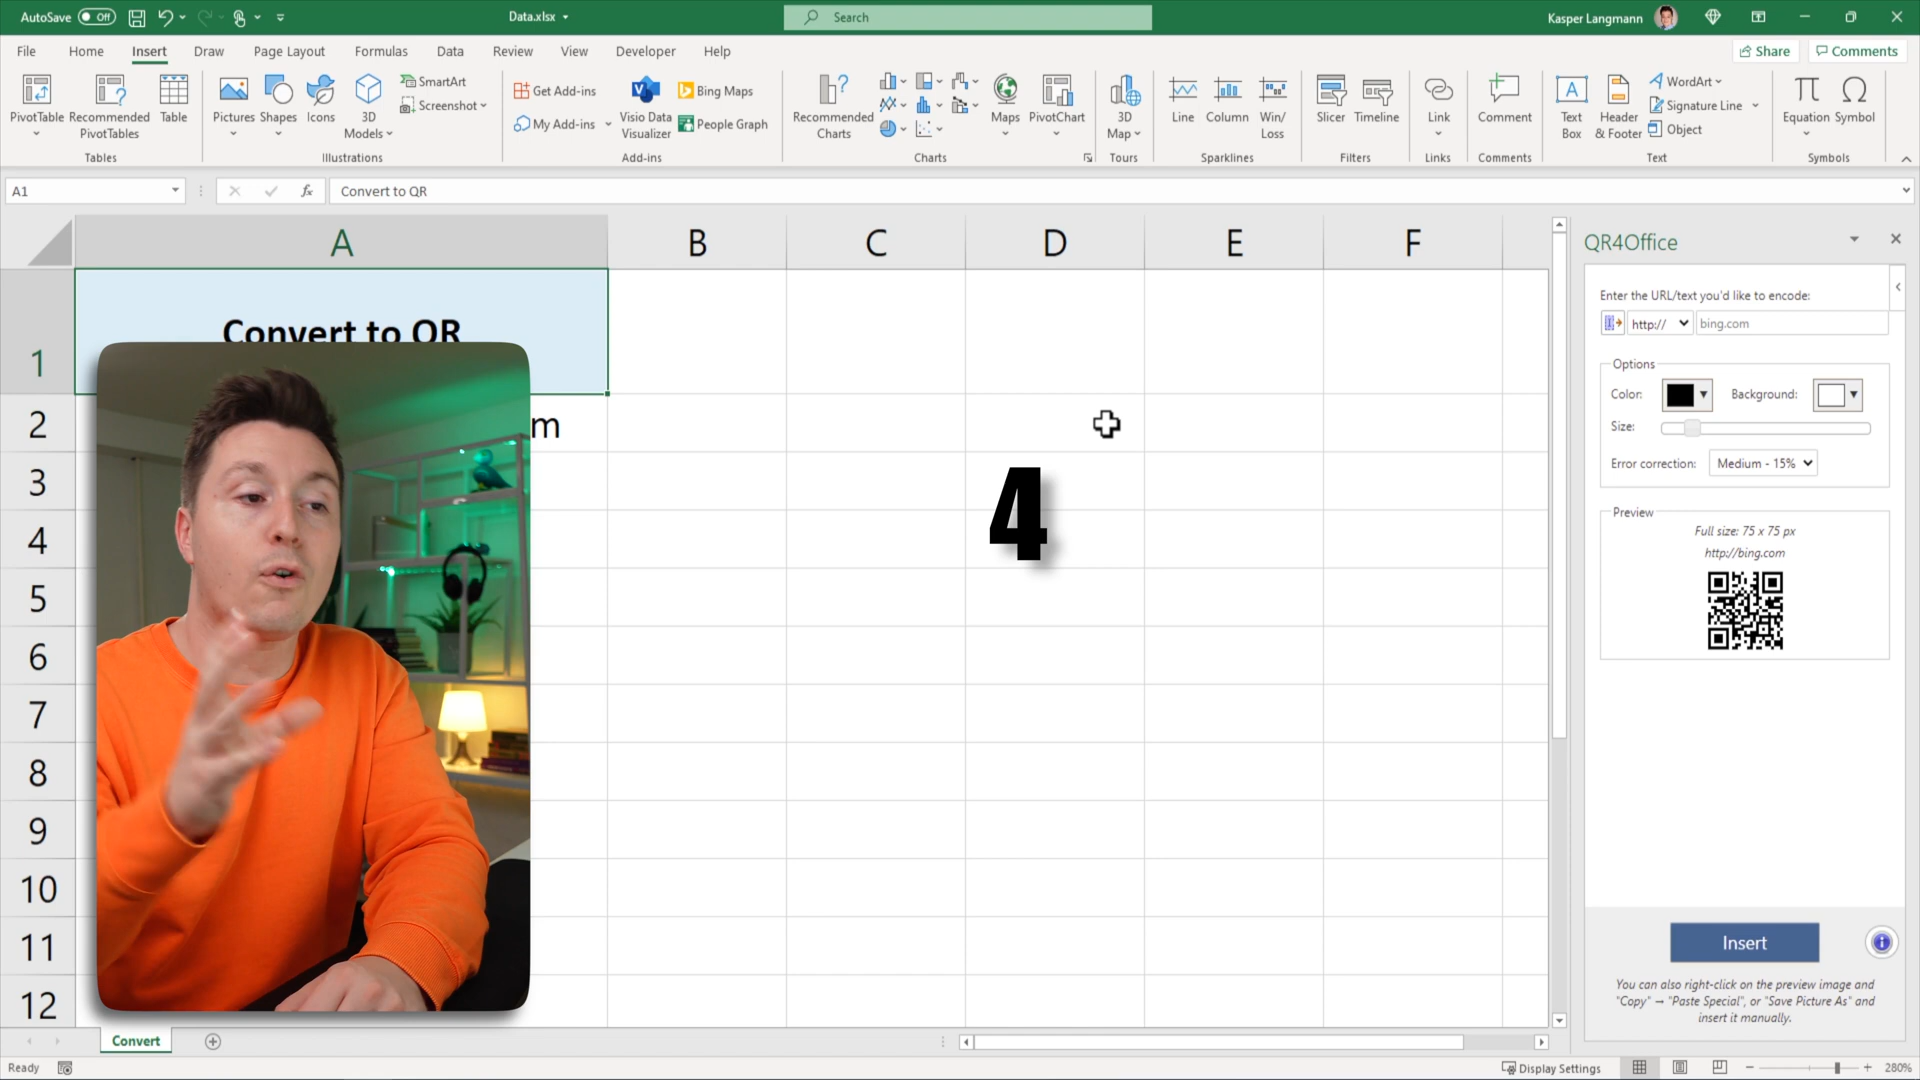 AutoSave Off Data.xlsx Search Kasper Langmann
File Home Insert Draw Page Layout Formulas Data Review View Developer Help Share Comments
PivotTable
Recommended
PivotTables
Table
Tables
Pictures
Shapes
Icons
3D
Models
SmartArt
Screenshot
Illustrations
Get Add-ins
My Add-ins
Visio Data
Visualizer
Bing Maps
People Graph
Add-ins
Recommended
Charts
Maps
PivotChart
Charts
3D
Map
Tours
Line
Column
Win/
Loss
Sparklines
Slicer
Timeline
Filters
Link
Links
Comment
Comments
Text
Box
Header
& Footer
WordArt
Signature Line
Object
Text
Equation
Symbol
Symbols
A1 fx Convert to QR
A B C D E F
1 Convert to QR
2 m
3
4
5
6
7
8
9
10
11
12
4
QR4Office
Enter the URL/text you'd like to encode:
http:// bing.com
Options
Color: Background:
Size:
Error correction: Medium - 15%
Preview
Full size: 75 x 75 px
http://bing.com
Insert
You can also right-click on the preview image and
"Copy" → "Paste Special", or "Save Picture As" and
insert it manually.
Convert
Ready Display Settings 280%